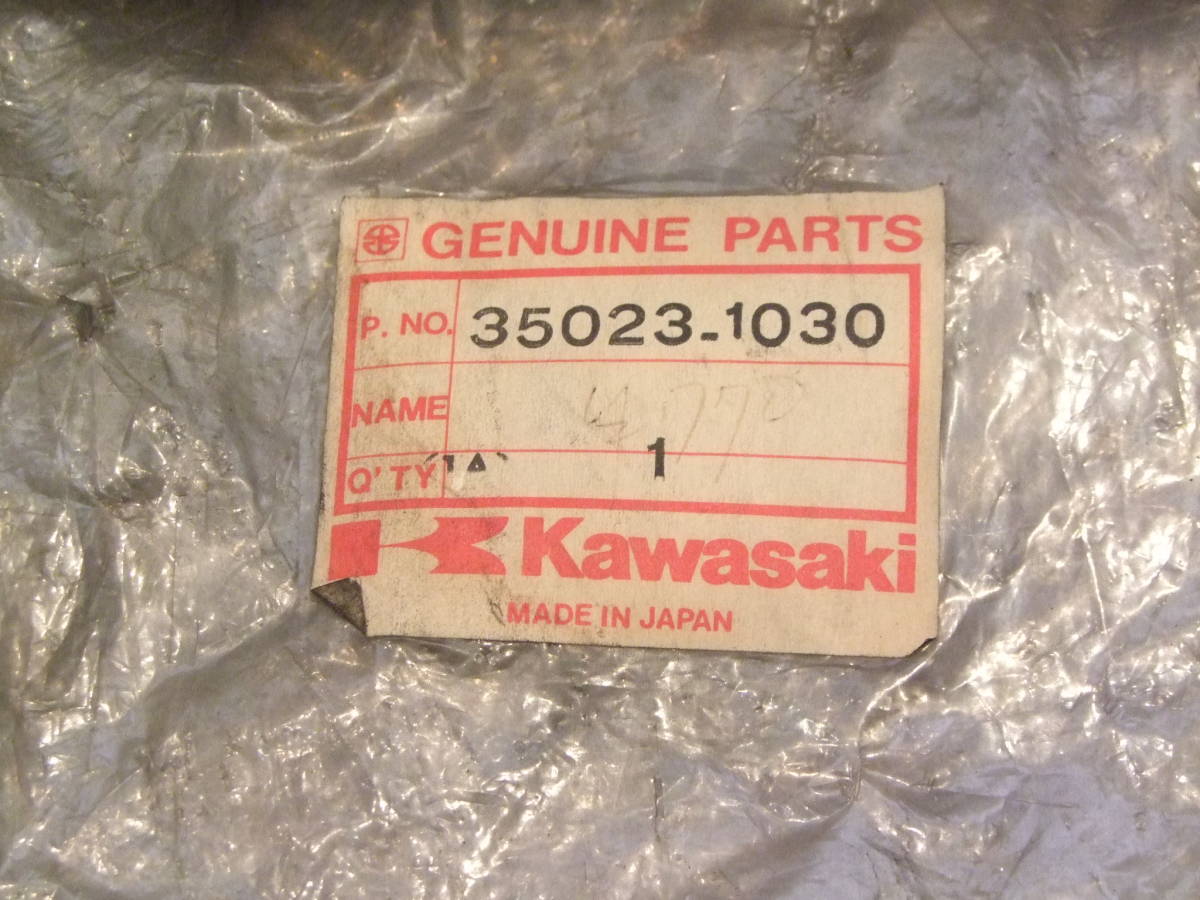 GENUINE PARTS
P. NO. 35023-1030
NAME
Q'TY 1
Kawasaki
MADE IN JAPAN